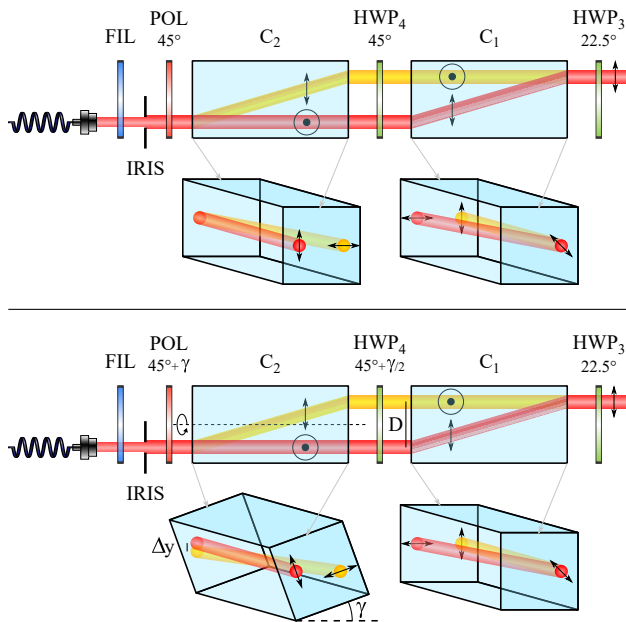 FIL POL 45° C₂ HWP₄ 45° C₁ HWP₃ 22.5°
IRIS
FIL POL 45°+γ C₂ HWP₄ 45°+γ/2 C₁ HWP₃ 22.5°
D
IRIS
Δy
γ